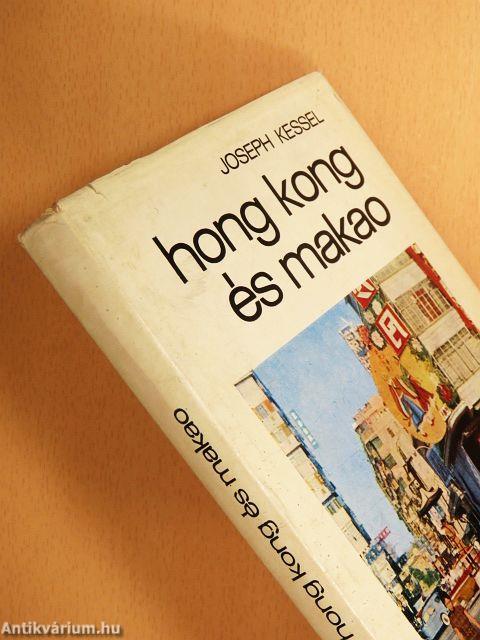 JOSEPH KESSEL
hong kong
és makao
hong kong és makao
Antikvárium.hu